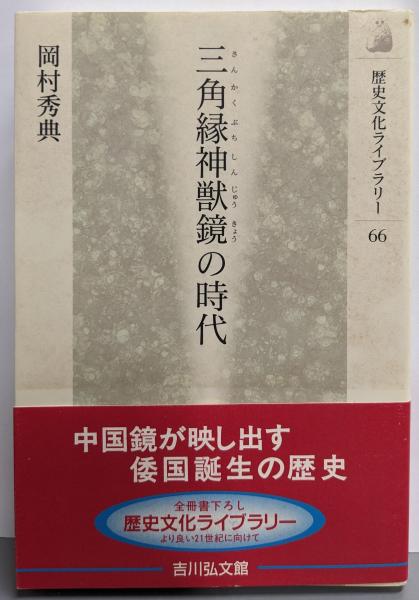 歴史文化ライブラリー
66
さんかくぶちしんじゅうきょう
三角縁神獣鏡の時代
岡村秀典
中国鏡が映し出す
倭国誕生の歴史
全冊書下ろし
歴史文化ライブラリー
より良い21世紀に向けて
吉川弘文館